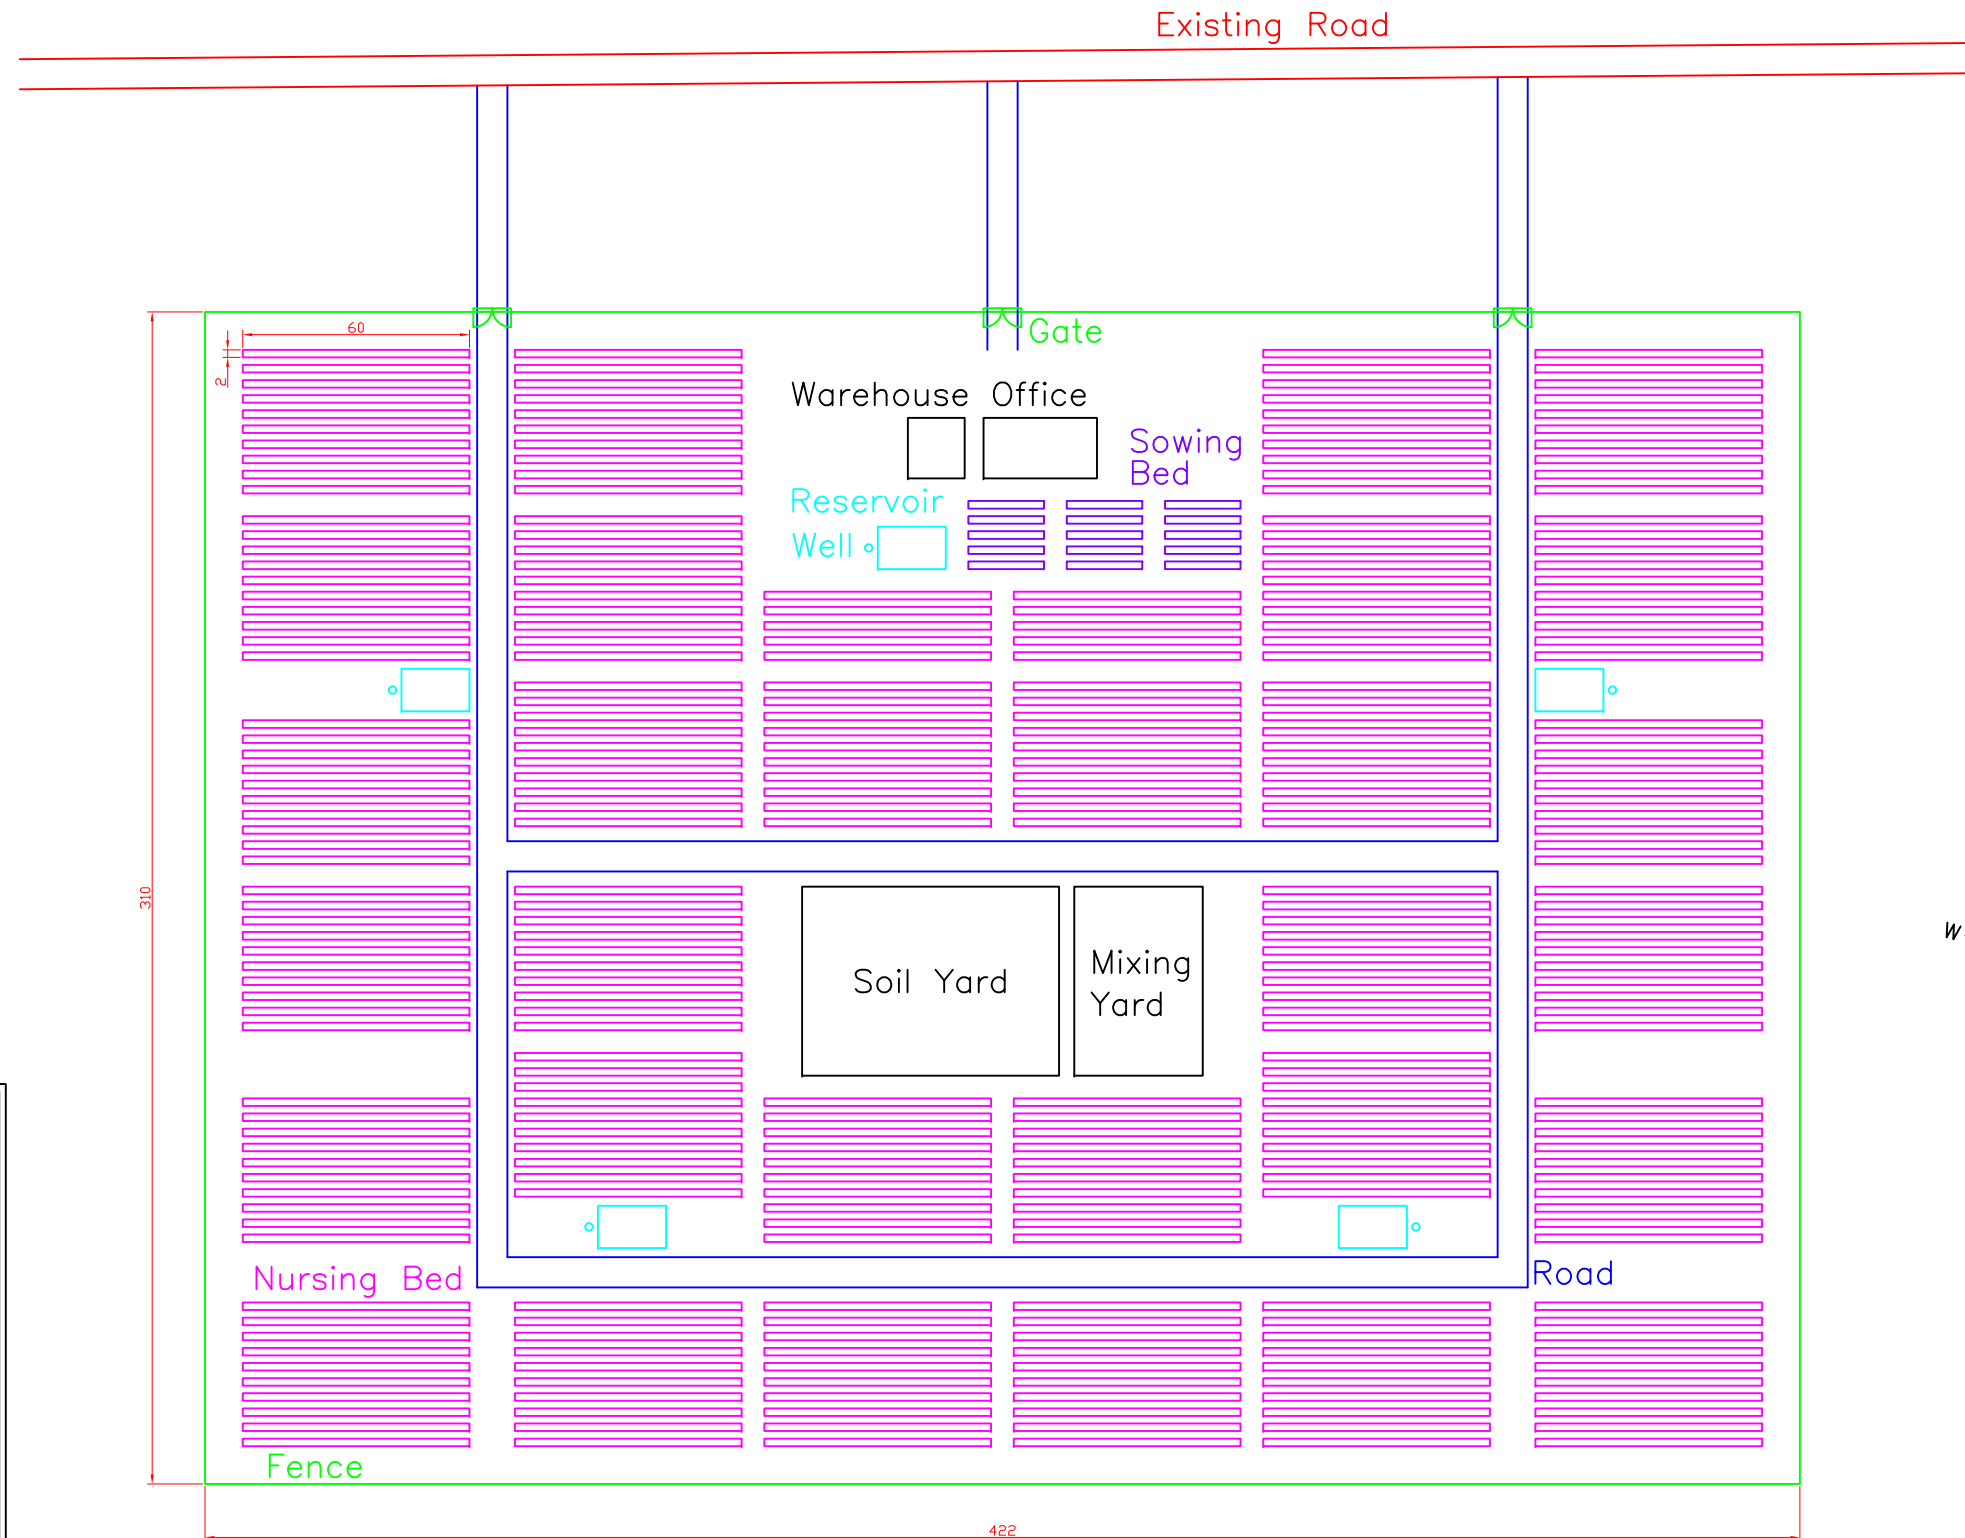 Existing Road
60
Gate
2
Warehouse Office
Sowing
Bed
Reservoir
Well
310
Soil Yard
Mixing
Yard
Nursing Bed
Road
Fence
422